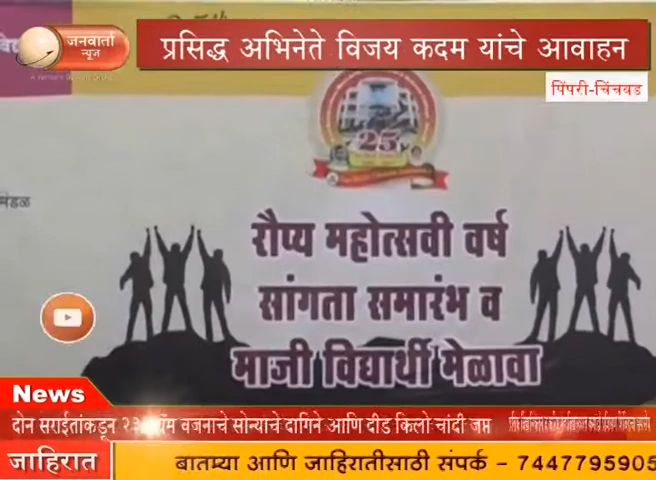 जनवार्ता
न्यूज
प्रसिद्ध अभिनेते विजय कदम यांचे आवाहन
पिंपरी-चिंचवड
25
मंडळ
रौप्य महोत्सवी वर्ष
सांगता समारंभ व
माजी विद्यार्थी मेळावा
News
दोन सराईतांकडून वजनाचे सोन्याचे दागिने आणि दीड किलो चांदी जप्त
जाहिरात
बातम्या आणि जाहिरातीसाठी संपर्क - 7447795905